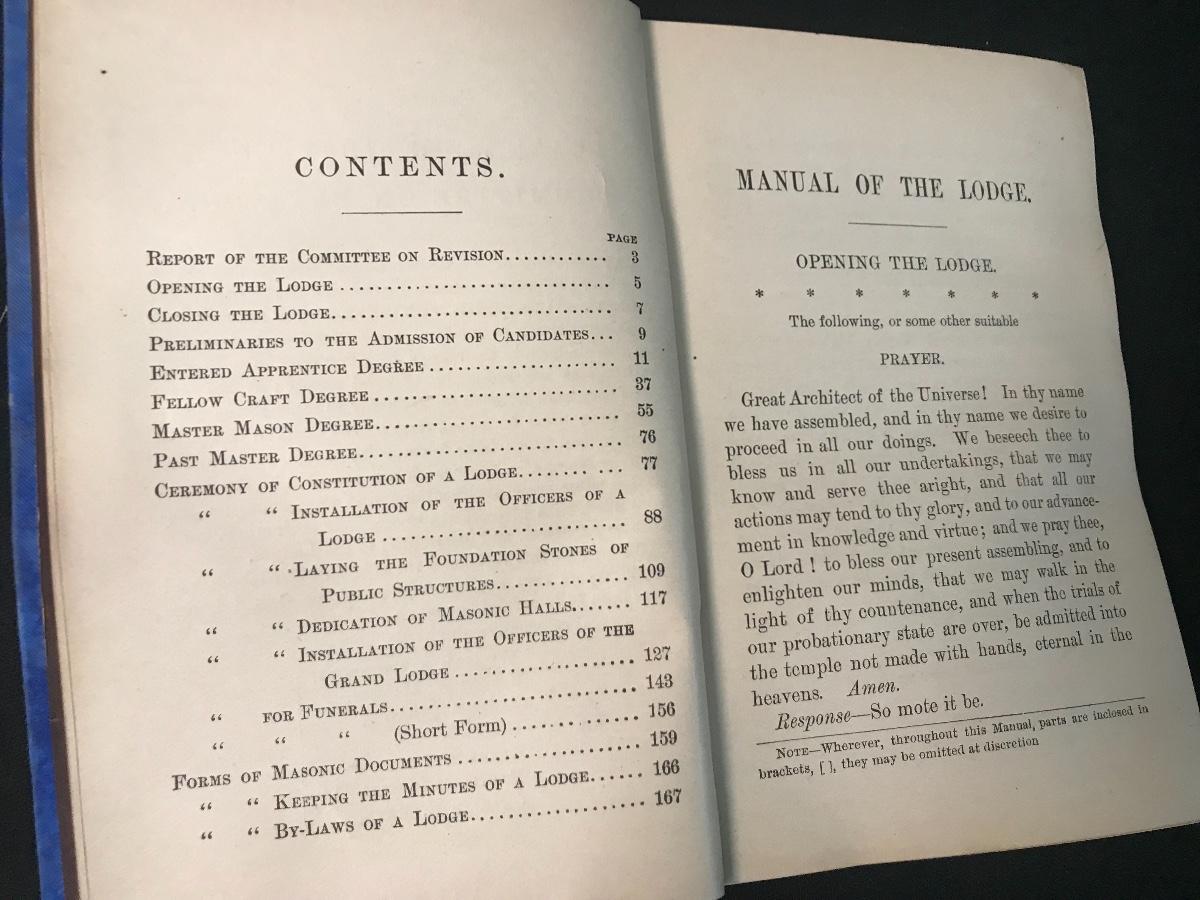 CONTENTS.
PAGE
REPORT OF THE COMMITTEE ON REVISION............ 3
OPENING THE LODGE .............................. 5
CLOSING THE LODGE.............................. 7
PRELIMINARIES TO THE ADMISSION OF CANDIDATES... 9
ENTERED APPRENTICE DEGREE ..................... 11
FELLOW CRAFT DEGREE ........................... 37
MASTER MASON DEGREE........................... 55
PAST MASTER DEGREE............................. 76
CEREMONY OF CONSTITUTION OF A LODGE....... ... 77
“ “ INSTALLATION OF THE OFFICERS OF A
LODGE .......................... 88
“ “ LAYING THE FOUNDATION STONES OF
PUBLIC STRUCTURES.............. 109
“ “ DEDICATION OF MASONIC HALLS....... 117
“ “ INSTALLATION OF THE OFFICERS OF THE
GRAND LODGE ................... 127
“ FOR FUNERALS.......................... 143
“ “ “ (Short Form) ............. 156
FORMS OF MASONIC DOCUMENTS ................... 159
“ “ KEEPING THE MINUTES OF A LODGE...... 166
“ “ BY-LAWS OF A LODGE................... 167
MANUAL OF THE LODGE.
OPENING THE LODGE.
* * * * * * *
The following, or some other suitable
PRAYER.
Great Architect of the Universe! In thy name
we have assembled, and in thy name we desire to
proceed in all our doings. We beseech thee to
bless us in all our undertakings, that we may
know and serve thee aright, and that all our
actions may tend to thy glory, and to our advance-
ment in knowledge and virtue; and we pray thee,
O Lord ! to bless our present assembling, and to
enlighten our minds, that we may walk in the
light of thy countenance, and when the trials of
our probationary state are over, be admitted into
the temple not made with hands, eternal in the
heavens. Amen.
Response—So mote it be.
NOTE—Wherever, throughout this Manual, parts are inclosed in
brackets, [ ], they may be omitted at discretion